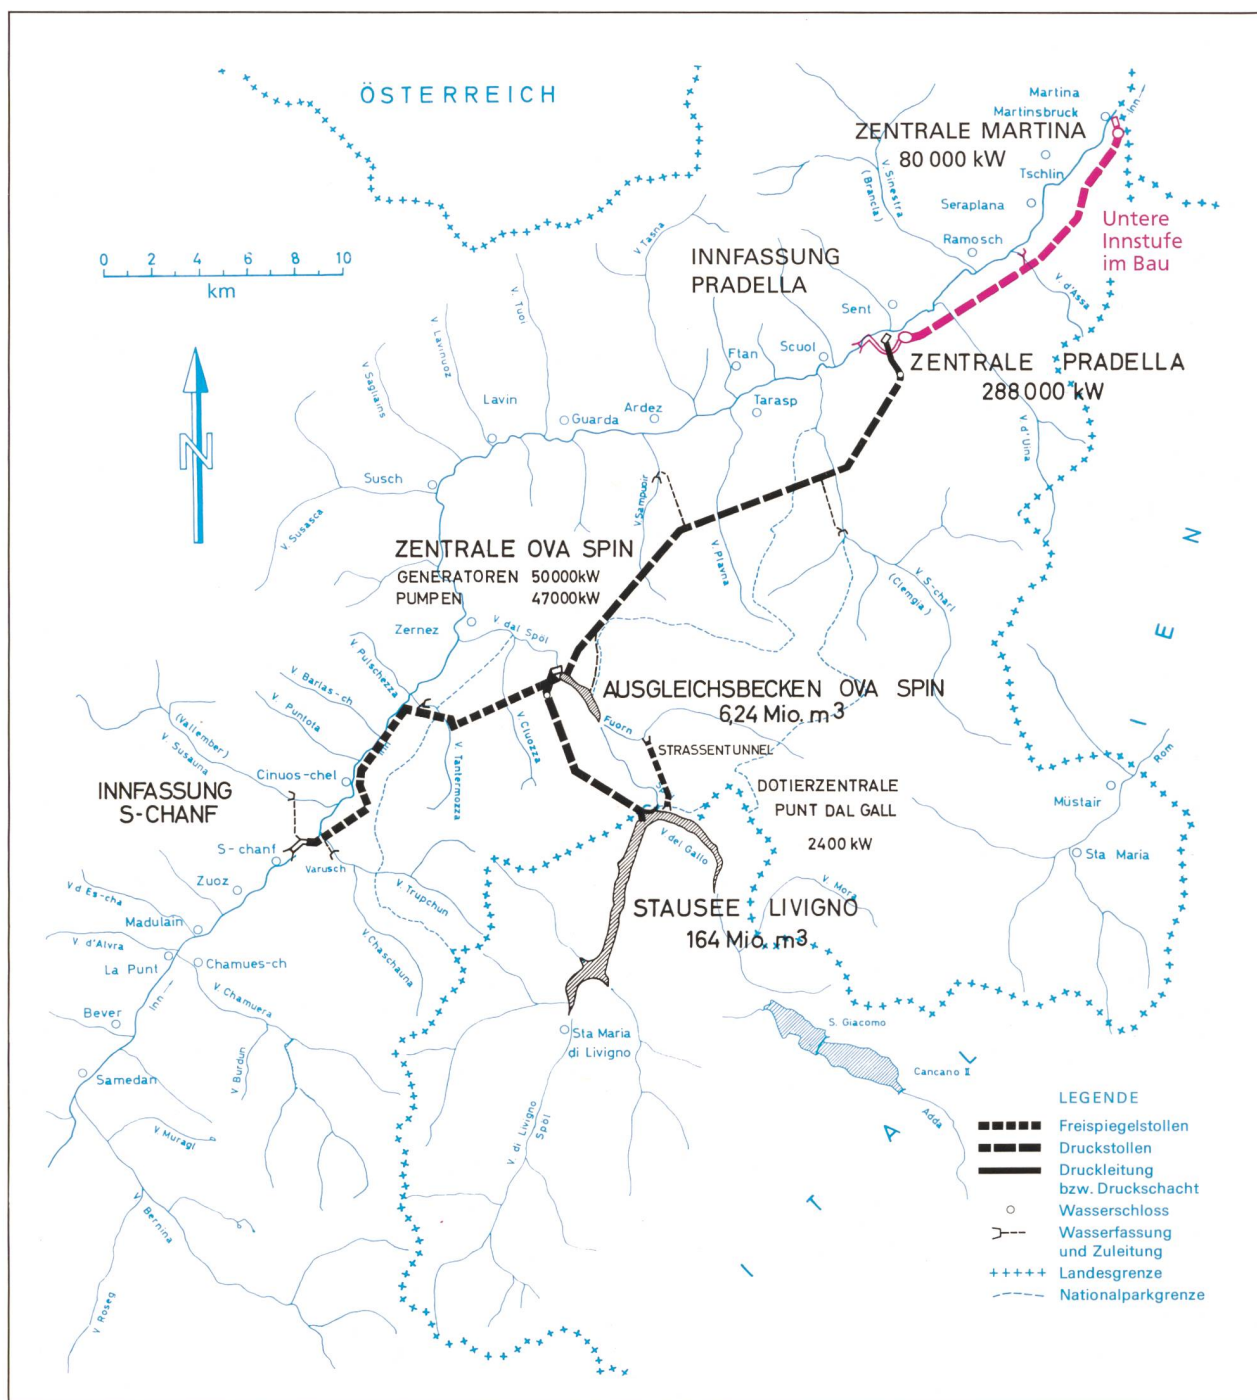 ÖSTERREICH
Martina
Martinsbruck
Inn
ZENTRALE MARTINA
80 000 kW
Tschlin
V. Sinestra
(Brancla)
Seraplana
Ramosch
Untere
Innstufe
im Bau
V. Tasna
INNFASSUNG
PRADELLA
0 2 4 6 8 10
km
V. d'Assa
Sent
V. Tuoi
V. Lavinuoz
V. Sagliains
Ftan
Scuol
ZENTRALE PRADELLA
288 000 kW
Lavin
Guarda
Ardez
Tarasp
V. d'Uina
N
Susch
V. Sampuoir
V. Susasca
V. Plavna
ZENTRALE OVA SPIN
GENERATOREN 50000kW
PUMPEN 47000kW
V. S-charl
(Clemgia)
Zernez
V. dal Spöl
V. Pulschezza
V. Barlas-ch
V. Puntota
AUSGLEICHSBECKEN OVA SPIN
6,24 Mio. m³
Fuorn
(Vallember)
V. Susauna
Inn
V. Tantermozza
V. Cluozza
STRASSENTUNNEL
Rom
Cinuos-chel
INNFASSUNG
S-CHANF
DOTIERZENTRALE
PUNT DAL GALL
2400 kW
Müstair
Sta Maria
S-chanf
Varusch
V. del Gallo
Zuoz
V. Trupchun
V. Mora
V d Es-cha
Madulain
STAUSEE LIVIGNO
164 Mio. m³
V. d'Alvra
La Punt
Chamues-ch
V. Chaschauna
Inn
V. Chamuera
Bever
S. Giacomo
Sta Maria
di Livigno
Cancano II
Samedan
V. Burdun
Adda
V. Muragl
V. di Livigno
Spöl
V. Bernina
V. Roseg
ITALIEN
LEGENDE
Freispiegelstollen
Druckstollen
Druckleitung
bzw. Druckschacht
Wasserschloss
Wasserfassung
und Zuleitung
Landesgrenze
Nationalparkgrenze